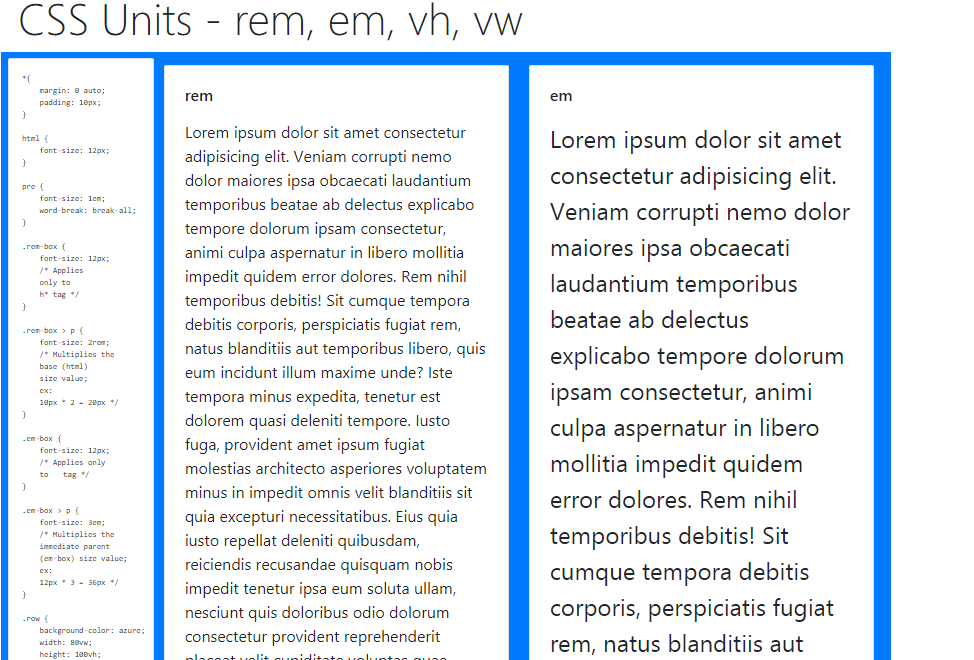 CSS Units - rem, em, vh, vw
*{
margin: 0 auto;
padding: 10px;
}
html {
font-size: 12px;
}
pre {
font-size: 1em;
word-break: break-all;
}
.rem-box {
font-size: 12px;
/* Applies
only to
h* tag */
}
.rem-box > p {
font-size: 2rem;
/* Multiplies the
base (html)
size value;
ex:
10px * 2 = 20px */
}
.em-box {
font-size: 12px;
/* Applies only
to tag */
}
.em-box > p {
font-size: 3em;
/* Multiplies the
immediate parent
(em-box) size value;
ex:
12px * 3 = 36px */
}
.row {
background-color: azure;
width: 80vw;
height: 100vh;
rem
Lorem ipsum dolor sit amet consectetur
adipisicing elit. Veniam corrupti nemo
dolor maiores ipsa obcaecati laudantium
temporibus beatae ab delectus explicabo
tempore dolorum ipsam consectetur,
animi culpa aspernatur in libero mollitia
impedit quidem error dolores. Rem nihil
temporibus debitis! Sit cumque tempora
debitis corporis, perspiciatis fugiat rem,
natus blanditiis aut temporibus libero, quis
eum incidunt illum maxime unde? Iste
tempora minus expedita, tenetur est
dolorem quasi deleniti tempore. Iusto
fuga, provident amet ipsum fugiat
molestias architecto asperiores voluptatem
minus in impedit omnis velit blanditiis sit
quia excepturi necessitatibus. Eius quia
iusto repellat deleniti quibusdam,
reiciendis recusandae quisquam nobis
impedit tenetur ipsa eum soluta ullam,
nesciunt quis doloribus odio dolorum
consectetur provident reprehenderit
placeat velit cupiditate voluptas quae
em
Lorem ipsum dolor sit amet
consectetur adipisicing elit.
Veniam corrupti nemo dolor
maiores ipsa obcaecati
laudantium temporibus
beatae ab delectus
explicabo tempore dolorum
ipsam consectetur, animi
culpa aspernatur in libero
mollitia impedit quidem
error dolores. Rem nihil
temporibus debitis! Sit
cumque tempora debitis
corporis, perspiciatis fugiat
rem, natus blanditiis aut